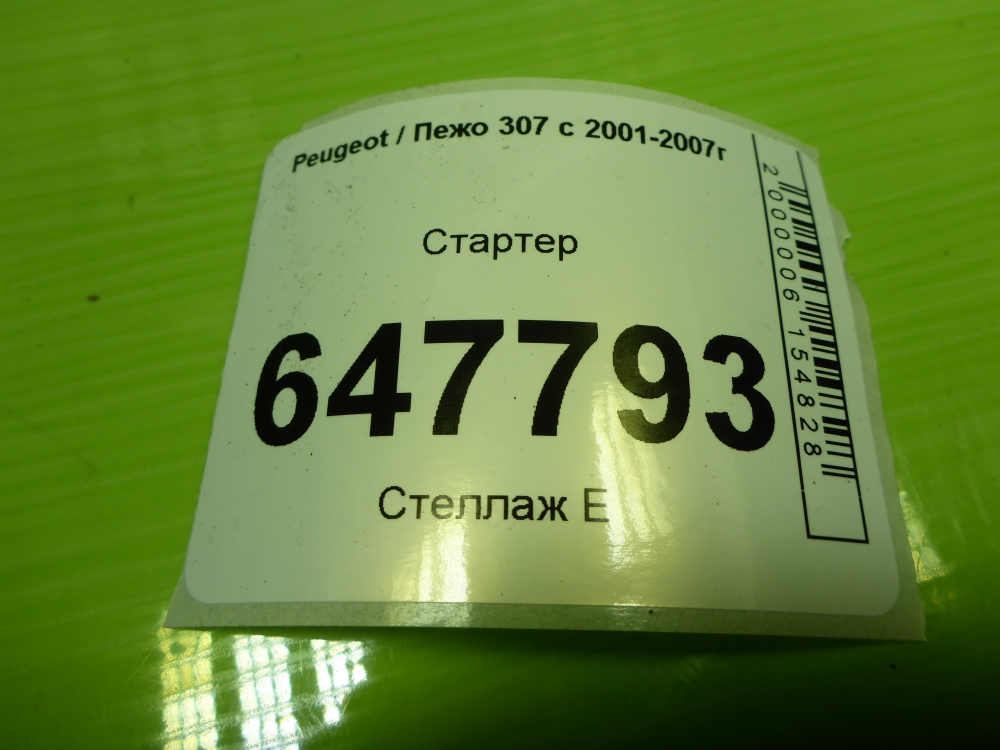 Peugeot / Пежо 307 с 2001-2007г
Стартер
647793
Стеллаж Е
2000006154828